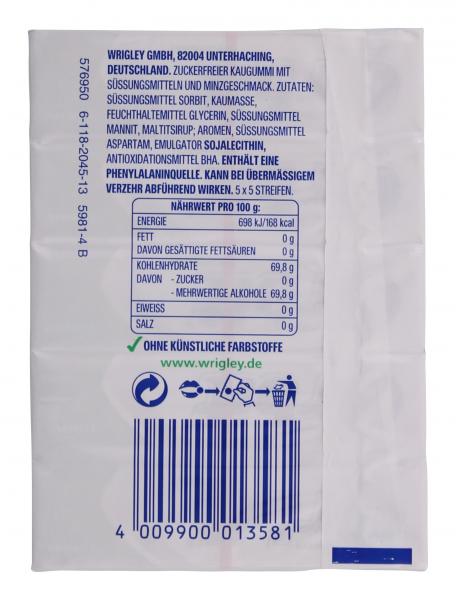 WRIGLEY GMBH, 82004 UNTERHACHING,
DEUTSCHLAND. ZUCKERFREIER KAUGUMMI MIT
SÜSSUNGSMITTELN UND MINZGESCHMACK. ZUTATEN:
SÜSSUNGSMITTEL SORBIT, KAUMASSE,
FEUCHTHALTEMITTEL GLYCERIN, SÜSSUNGSMITTEL
MANNIT, MALTITSIRUP; AROMEN, SÜSSUNGSMITTEL
ASPARTAM, EMULGATOR SOJALECITHIN,
ANTIOXIDATIONSMITTEL BHA. ENTHÄLT EINE
PHENYLALANINQUELLE. KANN BEI ÜBERMÄSSIGEM
VERZEHR ABFÜHREND WIRKEN. 5 x 5 STREIFEN.
576950 6-118-2045-13 5981-4 B
NÄHRWERT PRO 100 g:
ENERGIE 698 kJ/168 kcal
FETT 0 g
DAVON GESÄTTIGTE FETTSÄUREN 0 g
KOHLENHYDRATE 69,8 g
DAVON - ZUCKER 0 g
- MEHRWERTIGE ALKOHOLE 69,8 g
EIWEISS 0 g
SALZ 0 g
✓OHNE KÜNSTLICHE FARBSTOFFE
www.wrigley.de
4 009900 013581